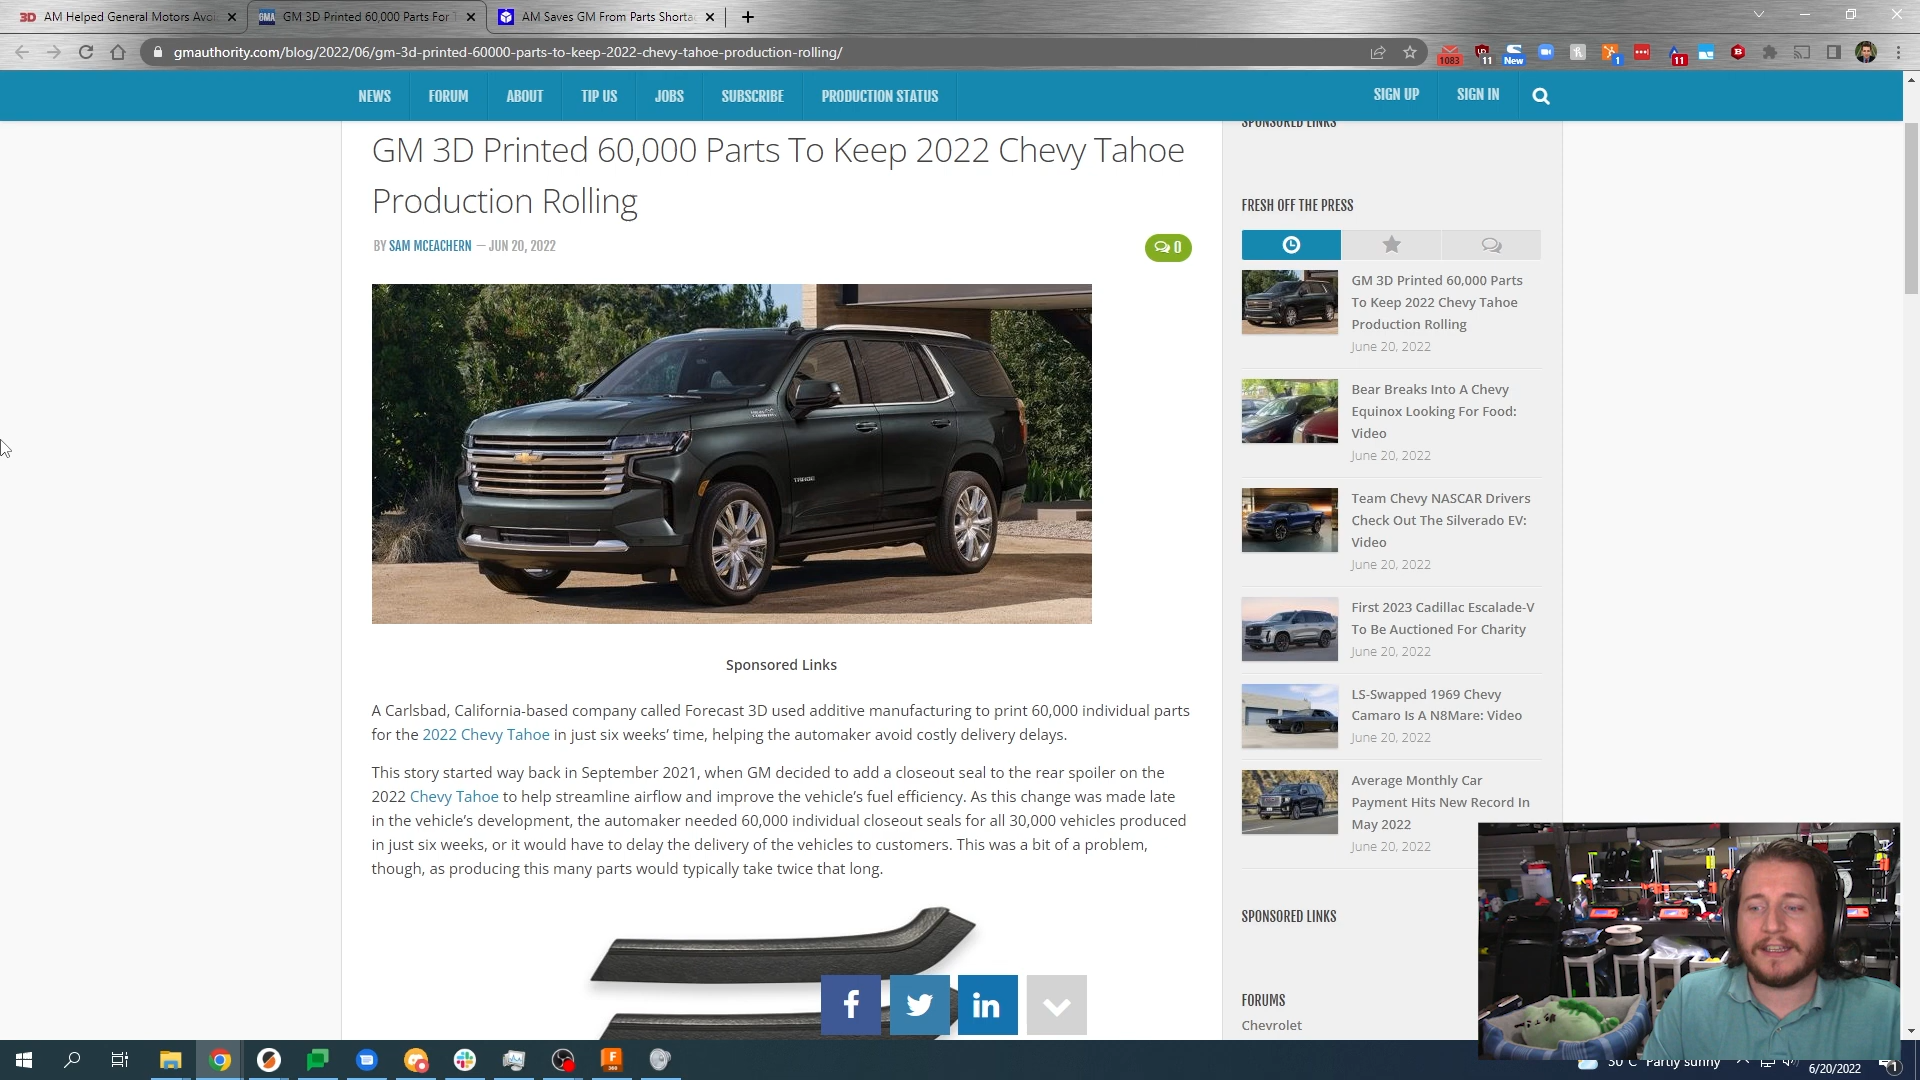 3D AM Helped General Motors Avoi
GMA GM 3D Printed 60,000 Parts For T
AM Saves GM From Parts Shortag
gmauthority.com/blog/2022/06/gm-3d-printed-60000-parts-to-keep-2022-chevy-tahoe-production-rolling/
1083
11
New
1
11
NEWS FORUM ABOUT TIP US JOBS SUBSCRIBE PRODUCTION STATUS SIGN UP SIGN IN
SPONSORED LINKS
GM 3D Printed 60,000 Parts To Keep 2022 Chevy Tahoe
Production Rolling
BY SAM MCEACHERN — JUN 20, 2022
0
TAHOE
Sponsored Links
A Carlsbad, California-based company called Forecast 3D used additive manufacturing to print 60,000 individual parts
for the 2022 Chevy Tahoe in just six weeks’ time, helping the automaker avoid costly delivery delays.
This story started way back in September 2021, when GM decided to add a closeout seal to the rear spoiler on the
2022 Chevy Tahoe to help streamline airflow and improve the vehicle’s fuel efficiency. As this change was made late
in the vehicle’s development, the automaker needed 60,000 individual closeout seals for all 30,000 vehicles produced
in just six weeks, or it would have to delay the delivery of the vehicles to customers. This was a bit of a problem,
though, as producing this many parts would typically take twice that long.
FRESH OFF THE PRESS
GM 3D Printed 60,000 Parts
To Keep 2022 Chevy Tahoe
Production Rolling
June 20, 2022
Bear Breaks Into A Chevy
Equinox Looking For Food:
Video
June 20, 2022
Team Chevy NASCAR Drivers
Check Out The Silverado EV:
Video
June 20, 2022
First 2023 Cadillac Escalade-V
To Be Auctioned For Charity
June 20, 2022
LS-Swapped 1969 Chevy
Camaro Is A N8Mare: Video
June 20, 2022
Average Monthly Car
Payment Hits New Record In
May 2022
June 20, 2022
SPONSORED LINKS
FORUMS
Chevrolet
30°C Partly sunny
6/20/2022
1